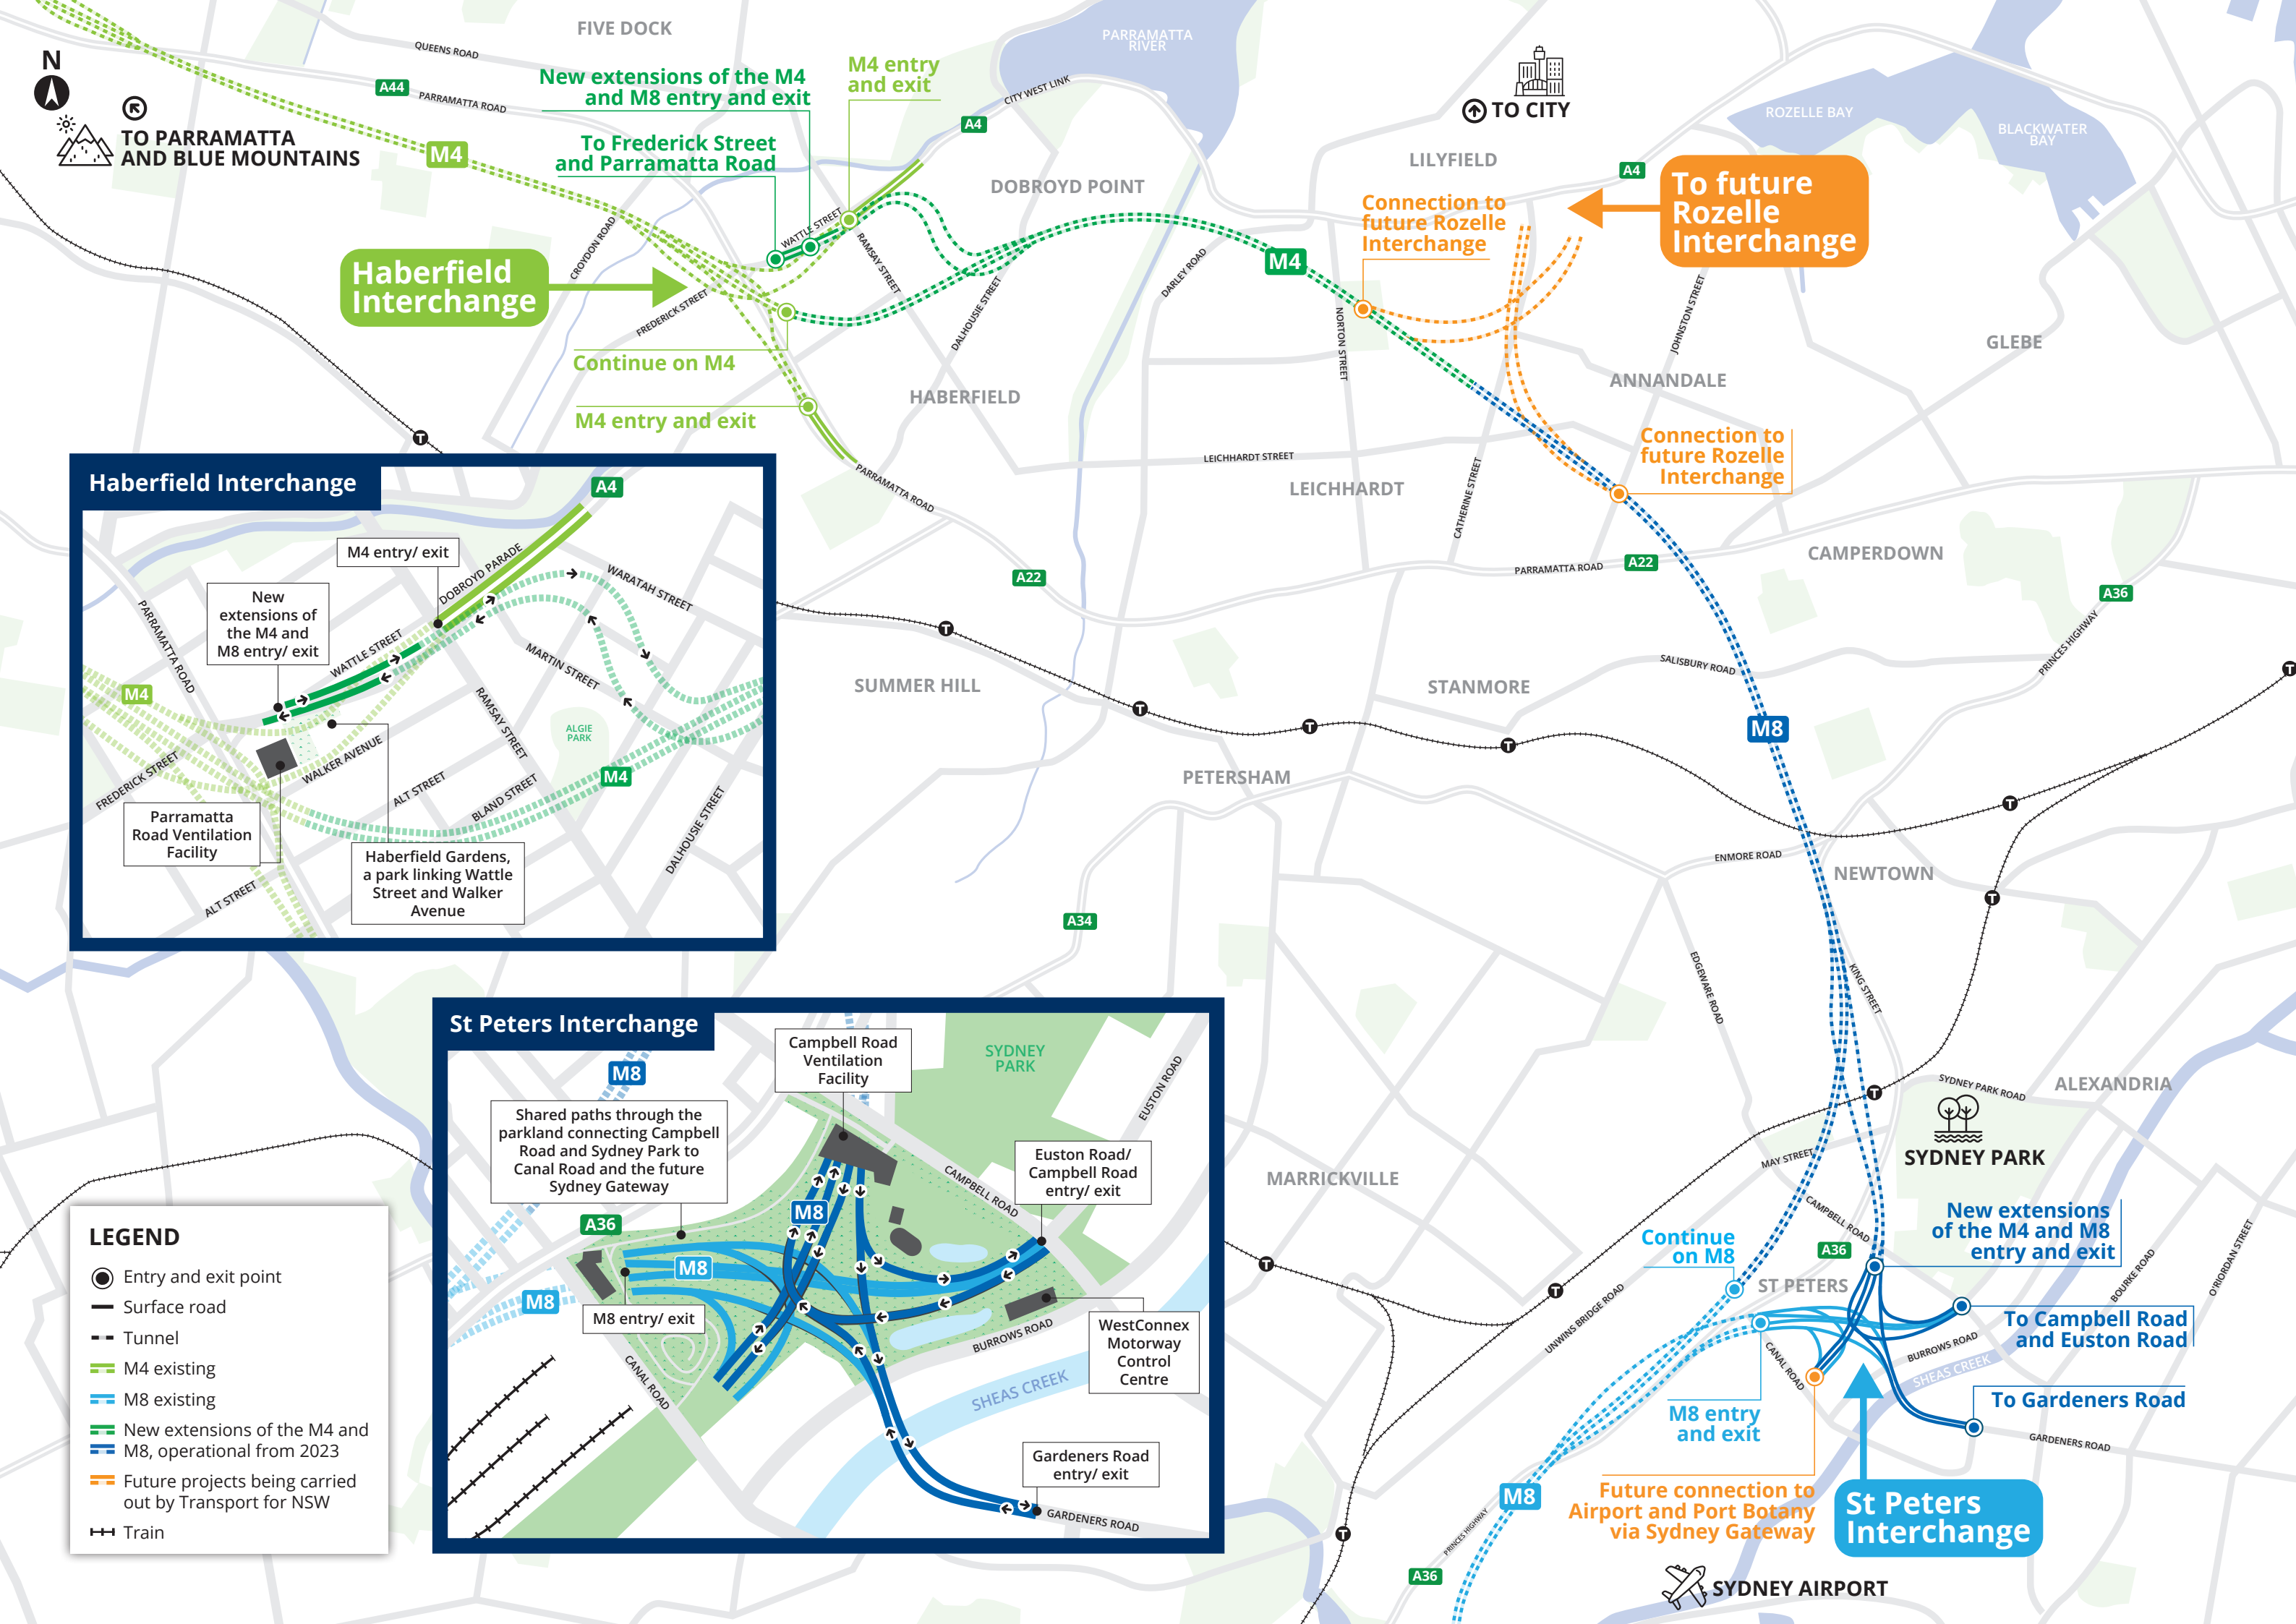 N
TO PARRAMATTA
AND BLUE MOUNTAINS
FIVE DOCK
QUEENS ROAD
A44
PARRAMATTA ROAD
M4
New extensions of the M4
and M8 entry and exit
To Frederick Street
and Parramatta Road
M4 entry
and exit
A4
CITY WEST LINK
PARRAMATTA
RIVER
DOBROYD POINT
TO CITY
LILYFIELD
A4
ROZELLE BAY
BLACKWATER
BAY
To future
Rozelle
Interchange
Connection to
future Rozelle
Interchange
Haberfield
Interchange
CROYDON ROAD
WATTLE STREET
RAMSAY STREET
FREDERICK STREET
DALHOUSIE STREET
DARLEY ROAD
M4
NORTON STREET
JOHNSTON STREET
GLEBE
ANNANDALE
Continue on M4
M4 entry and exit
HABERFIELD
PARRAMATTA ROAD
LEICHHARDT STREET
LEICHHARDT
CATHERINE STREET
Connection to
future Rozelle
Interchange
CAMPERDOWN
A22
PARRAMATTA ROAD
A22
A36
PRINCES HIGHWAY
SALISBURY ROAD
SUMMER HILL
STANMORE
M8
PETERSHAM
ENMORE ROAD
NEWTOWN
A34
EDGEWARE ROAD
KING STREET
Haberfield Interchange
A4
M4 entry/ exit
DOBROYD PARADE
WARATAH STREET
New
extensions of
the M4 and
M8 entry/ exit
PARRAMATTA ROAD
WATTLE STREET
MARTIN STREET
RAMSAY STREET
M4
ALGIE
PARK
M4
FREDERICK STREET
WALKER AVENUE
ALT STREET
BLAND STREET
DALHOUSIE STREET
Parramatta
Road Ventilation
Facility
Haberfield Gardens,
a park linking Wattle
Street and Walker
Avenue
ALT STREET
St Peters Interchange
M8
Campbell Road
Ventilation
Facility
SYDNEY
PARK
EUSTON ROAD
Shared paths through the
parkland connecting Campbell
Road and Sydney Park to
Canal Road and the future
Sydney Gateway
CAMPBELL ROAD
Euston Road/
Campbell Road
entry/ exit
A36
M8
M8
M8
M8 entry/ exit
WestConnex
Motorway
Control
Centre
BURROWS ROAD
CANAL ROAD
SHEAS CREEK
Gardeners Road
entry/ exit
GARDENERS ROAD
SYDNEY PARK ROAD
ALEXANDRIA
SYDNEY PARK
MARRICKVILLE
MAY STREET
CAMPBELL ROAD
A36
New extensions
of the M4 and M8
entry and exit
Continue
on M8
ST PETERS
BOURKE ROAD
O'RIORDAN STREET
UNWINS BRIDGE ROAD
To Campbell Road
and Euston Road
CANAL ROAD
BURROWS ROAD
SHEAS CREEK
To Gardeners Road
GARDENERS ROAD
M8 entry
and exit
M8
PRINCES HIGHWAY
Future connection to
Airport and Port Botany
via Sydney Gateway
St Peters
Interchange
A36
SYDNEY AIRPORT
LEGEND
Entry and exit point
Surface road
Tunnel
M4 existing
M8 existing
New extensions of the M4 and
M8, operational from 2023
Future projects being carried
out by Transport for NSW
Train